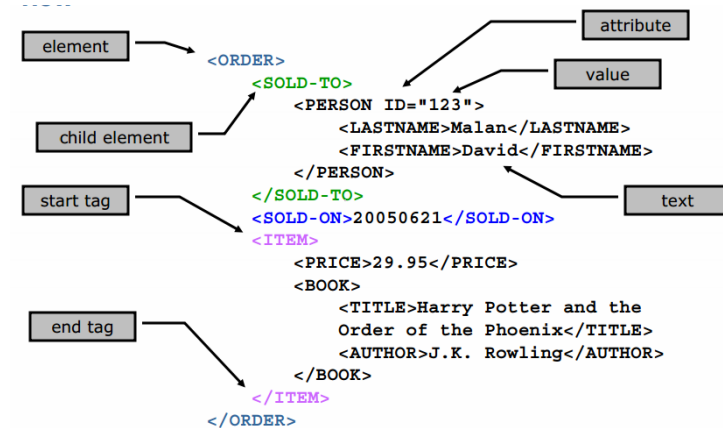 attribute
element
<ORDER>
value
<SOLD-TO>
<PERSON ID="123">
<LASTNAME>Malan</LASTNAME>
child element
<FIRSTNAME>David</FIRSTNAME>
</PERSON>
start tag
</SOLD-TO>
text
<SOLD-ON>20050621</SOLD-ON>
<ITEM>
<PRICE>29.95</PRICE>
<BOOK>
<TITLE>Harry Potter and the
end tag
Order of the Phoenix</TITLE>
<AUTHOR>J.K. Rowling</AUTHOR>
</BOOK>
</ITEM>
</ORDER>